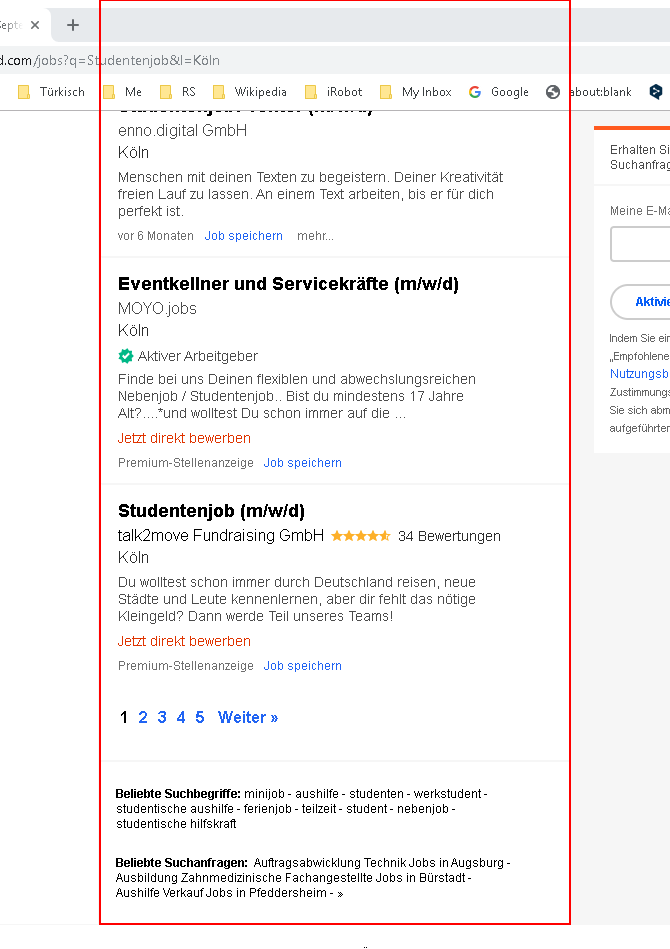 d.com/jobs?q=Studentenjob&l=Köln
Türkisch Me RS Wikipedia iRobot My Inbox Google about:blank
enno.digital GmbH
Köln
Menschen mit deinen Texten zu begeistern. Deiner Kreativität
freien Lauf zu lassen. An einem Text arbeiten, bis er für dich
perfekt ist.
vor 6 Monaten Job speichern mehr...
Eventkellner und Servicekräfte (m/w/d)
MOYO.jobs
Köln
Aktiver Arbeitgeber
Finde bei uns Deinen flexiblen und abwechslungsreichen
Nebenjob / Studentenjob.. Bist du mindestens 17 Jahre
Alt?....*und wolltest Du schon immer auf die ...
Jetzt direkt bewerben
Premium-Stellenanzeige Job speichern
Studentenjob (m/w/d)
talk2move Fundraising GmbH 34 Bewertungen
Köln
Du wolltest schon immer durch Deutschland reisen, neue
Städte und Leute kennenlernen, aber dir fehlt das nötige
Kleingeld? Dann werde Teil unseres Teams!
Jetzt direkt bewerben
Premium-Stellenanzeige Job speichern
1 2 3 4 5 Weiter »
Beliebte Suchbegriffe: minijob - aushilfe - studenten - werkstudent -
studentische aushilfe - ferienjob - teilzeit - student - nebenjob -
studentische hilfskraft
Beliebte Suchanfragen: Auftragsabwicklung Technik Jobs in Augsburg -
Ausbildung Zahnmedizinische Fachangestellte Jobs in Bürstadt -
Aushilfe Verkauf Jobs in Pfeddersheim - »
Erhalten Si
Suchanfrag
Meine E-Ma
Aktivie
Indem Sie ein
„Empfohlene
Nutzungsb
Zustimmungs
Sie sich abm
aufgeführten